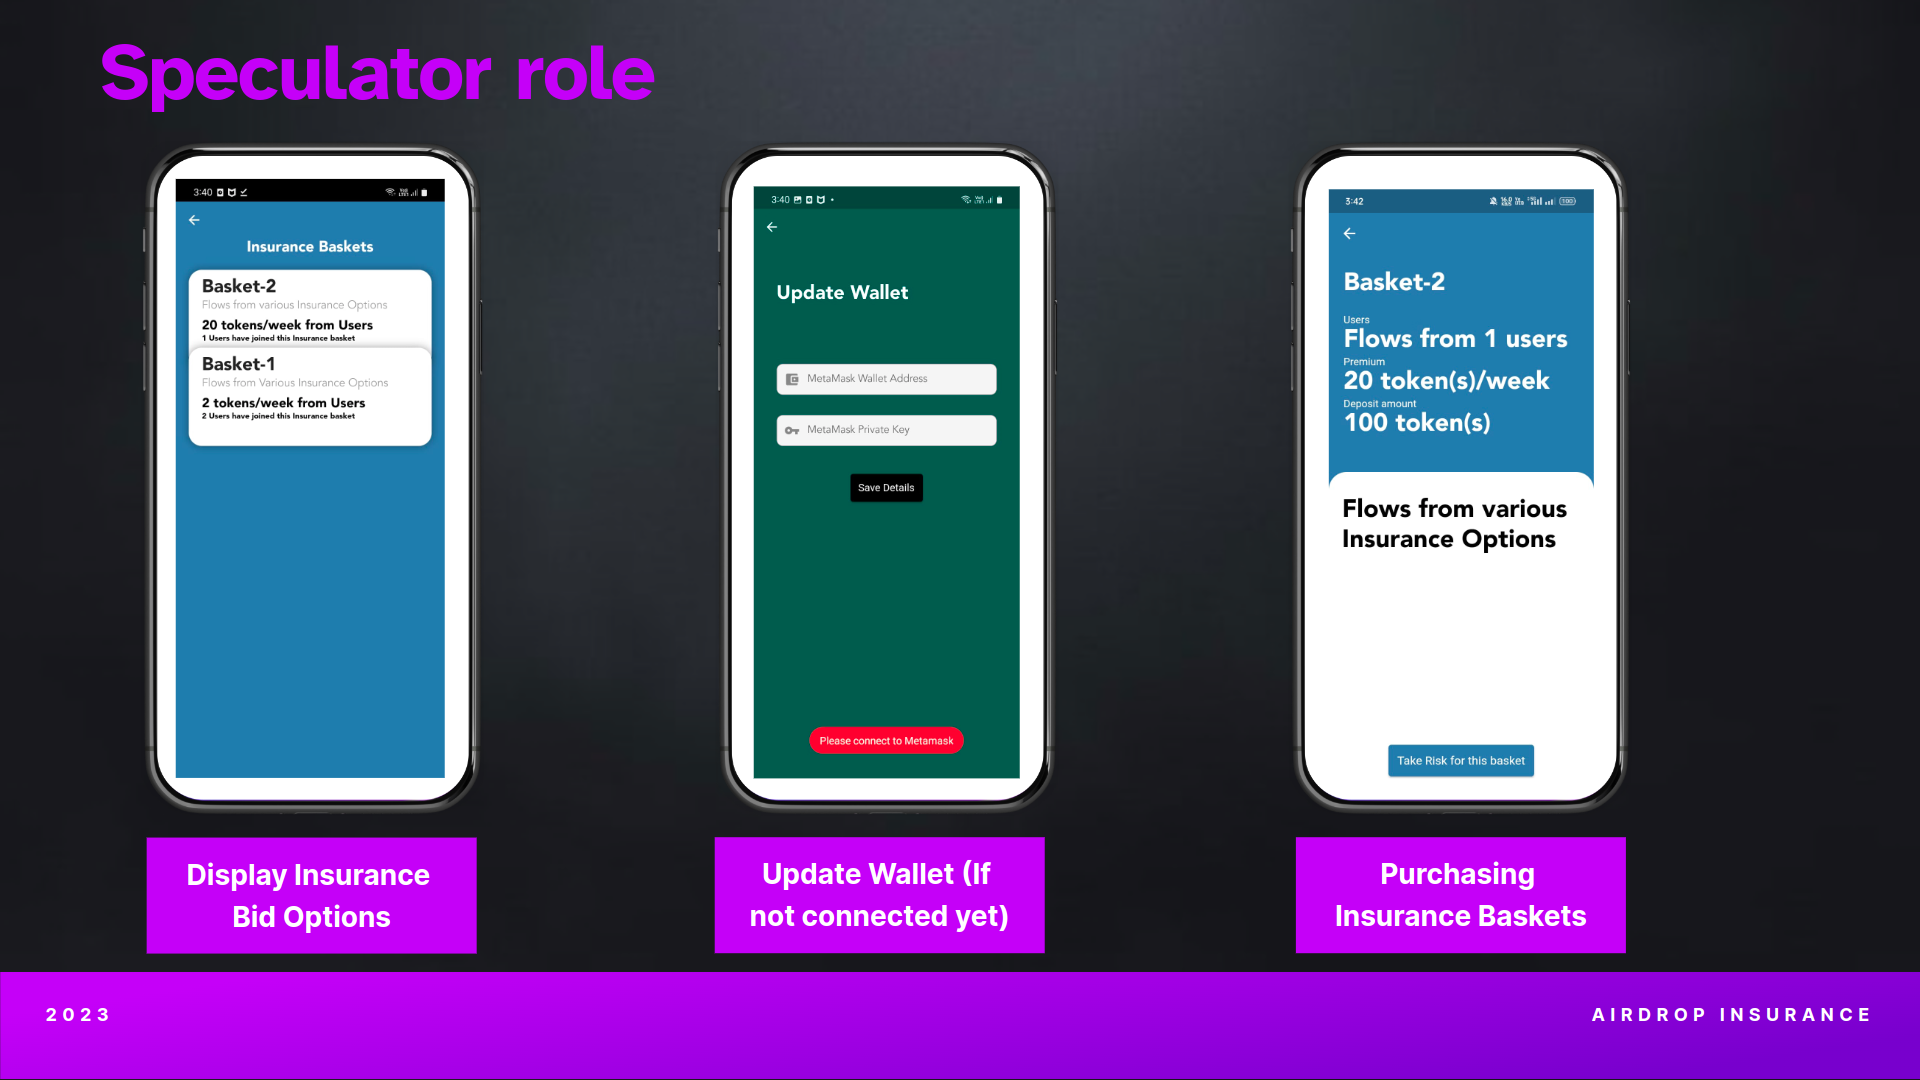 Speculator role
3:40
Insurance Baskets
Basket-2
Flows from various Insurance Options
20 tokens/week from Users
1 Users have joined this Insurance basket
Basket-1
Flows from Various Insurance Options
2 tokens/week from Users
2 Users have joined this Insurance basket
Display Insurance
Bid Options
3:40
Update Wallet
MetaMask Wallet Address
MetaMask Private Key
Save Details
Please connect to Metamask
Update Wallet (If
not connected yet)
3:42
100
Basket-2
Users
Flows from 1 users
Premium
20 token(s)/week
Deposit amount
100 token(s)
Flows from various
Insurance Options
Take Risk for this basket
Purchasing
Insurance Baskets
2023
AIRDROP INSURANCE